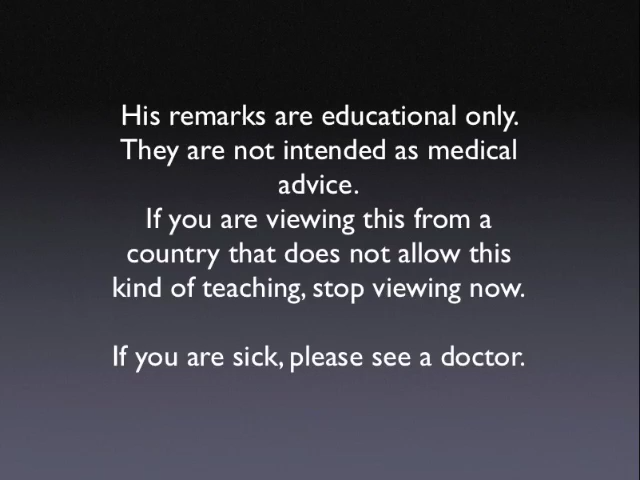 His remarks are educational only.
They are not intended as medical
advice.
If you are viewing this from a
country that does not allow this
kind of teaching, stop viewing now.
If you are sick, please see a doctor.